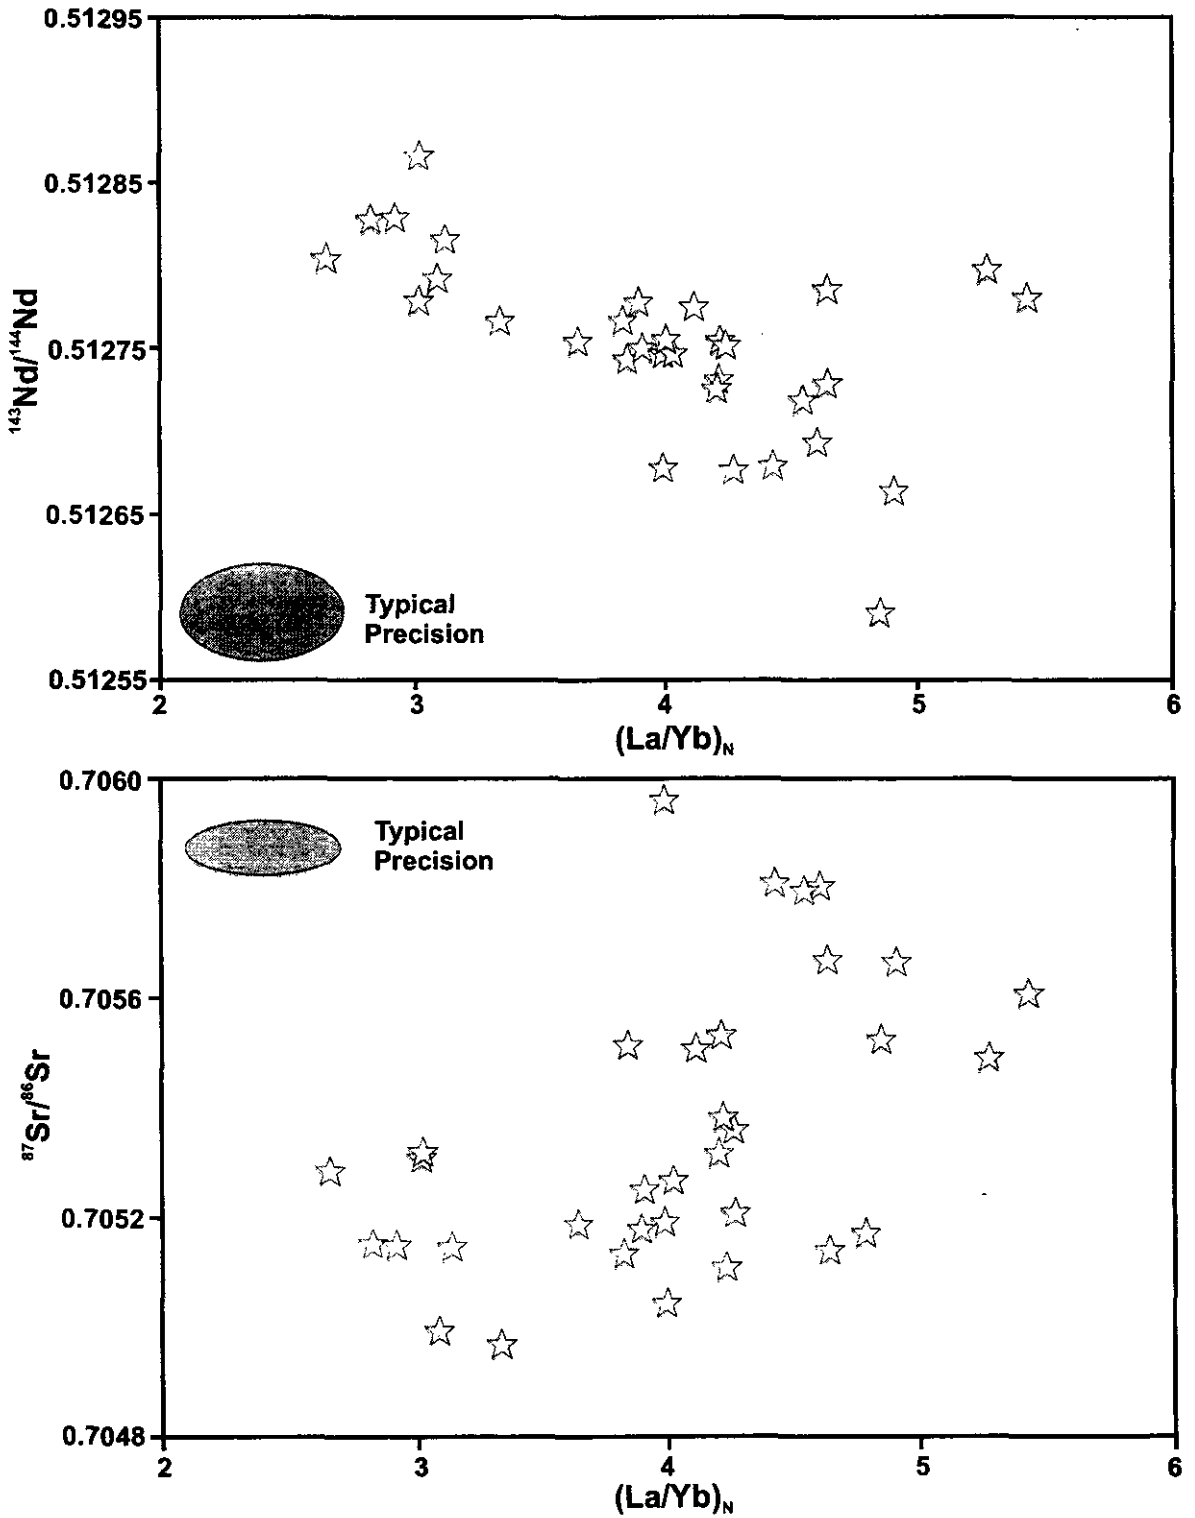 0.51295
0.51285
0.51275
0.51265
0.51255
¹⁴³Nd/¹⁴⁴Nd
Typical
Precision
2 3 4 5 6
(La/Yb)N
0.7060
0.7056
0.7052
0.7048
⁸⁷Sr/⁸⁶Sr
Typical
Precision
2 3 4 5 6
(La/Yb)N